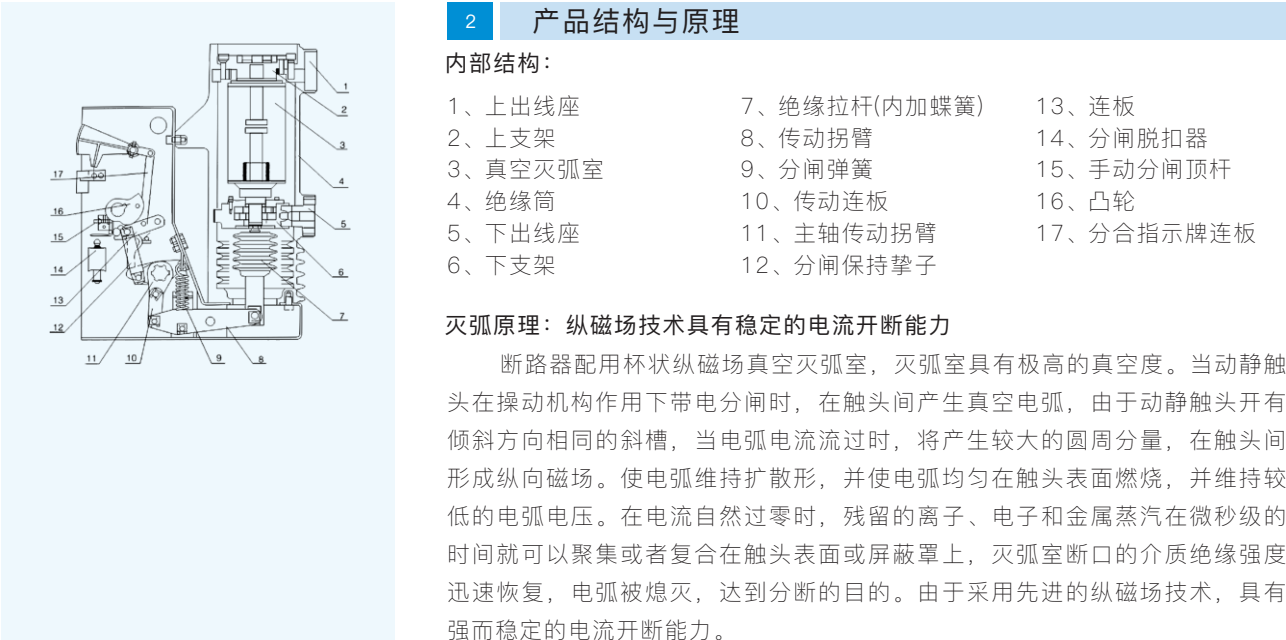 2 产品结构与原理
内部结构：
1、上出线座 7、绝缘拉杆(内加蝶簧) 13、连板
2、上支架 8、传动拐臂 14、分闸脱扣器
3、真空灭弧室 9、分闸弹簧 15、手动分闸顶杆
4、绝缘筒 10、传动连板 16、凸轮
5、下出线座 11、主轴传动拐臂 17、分合指示牌连板
6、下支架 12、分闸保持挚子
灭弧原理：纵磁场技术具有稳定的电流开断能力
断路器配用杯状纵磁场真空灭弧室，灭弧室具有极高的真空度。当动静触
头在操动机构作用下带电分闸时，在触头间产生真空电弧，由于动静触头开有
倾斜方向相同的斜槽，当电弧电流流过时，将产生较大的圆周分量，在触头间
形成纵向磁场。使电弧维持扩散形，并使电弧均匀在触头表面燃烧，并维持较
低的电弧电压。在电流自然过零时，残留的离子、电子和金属蒸汽在微秒级的
时间就可以聚集或者复合在触头表面或屏蔽罩上，灭弧室断口的介质绝缘强度
迅速恢复，电弧被熄灭，达到分断的目的。由于采用先进的纵磁场技术，具有
强而稳定的电流开断能力。
1
2
3
17
4
16
5
15
14
6
13
7
12
11 10 9 8